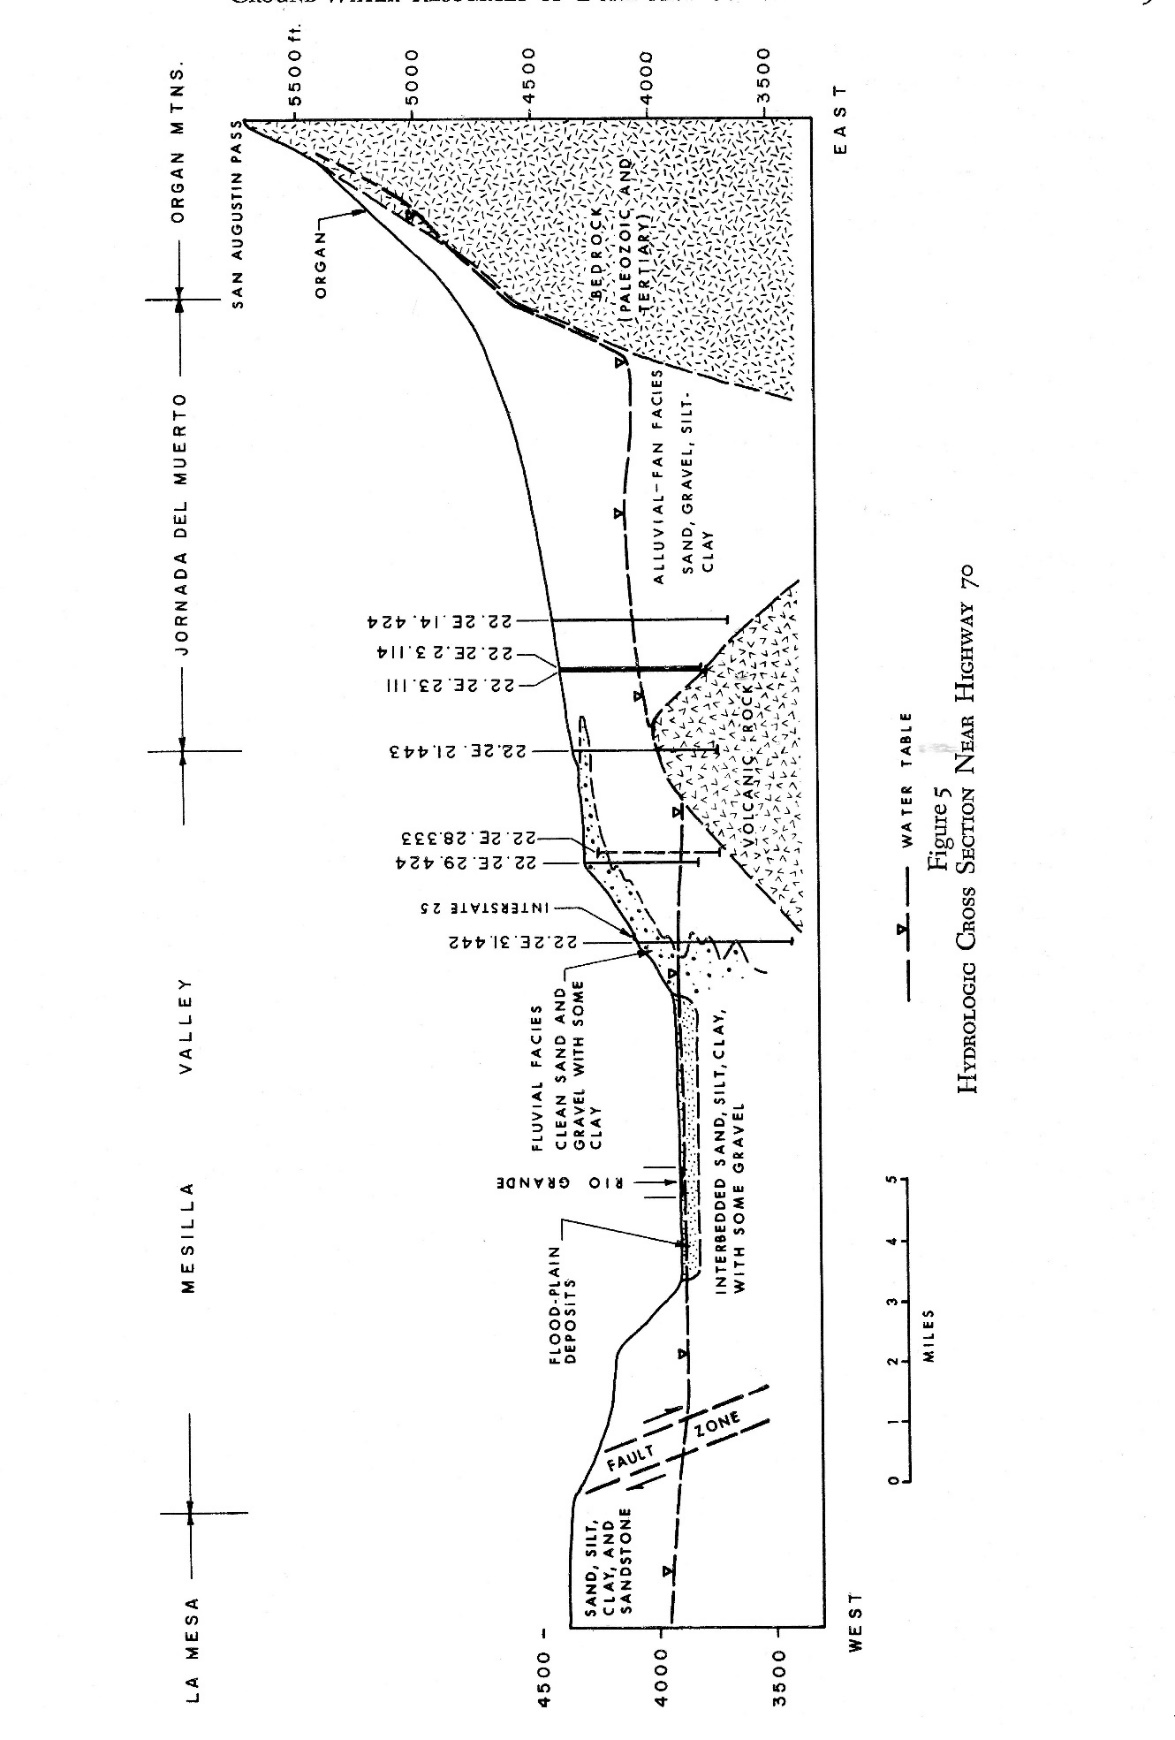 LA MESA
MESILLA VALLEY
JORNADA DEL MUERTO
ORGAN MTNS.
SAN AUGUSTIN PASS
ORGAN
5500 ft.
5000
4500
4000
3500
EAST
22.2E.14.424
22.2E.23.114
22.2E.23.111
22.2E.21.443
22.2E.28.333
22.2E.29.424
INTERSTATE 25
22.2E.31.442
FLUVIAL FACIES
CLEAN SAND AND
GRAVEL WITH SOME
CLAY
RIO GRANDE
FLOOD-PLAIN
DEPOSITS
BEDROCK
(PALEOZOIC AND
TERTIARY)
ALLUVIAL-FAN FACIES
SAND, GRAVEL, SILT-
CLAY
VOLCANIC ROCK
INTERBEDDED SAND, SILT, CLAY,
WITH SOME GRAVEL
FAULT ZONE
SAND, SILT,
CLAY, AND
SANDSTONE
4500
4000
3500
WEST
0 1 2 3 4 5
MILES
WATER TABLE
Figure 5
HYDROLOGIC CROSS SECTION NEAR HIGHWAY 70